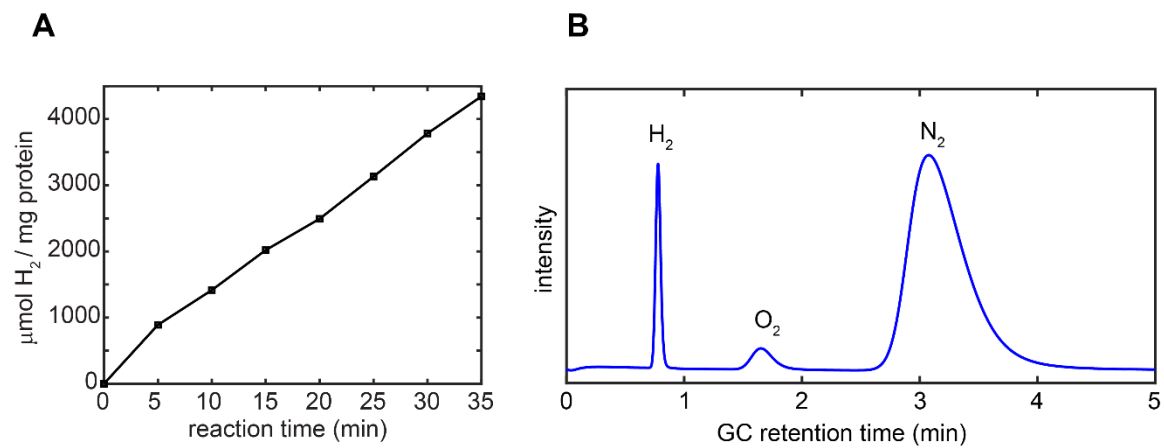 A
B
μmol H₂ / mg protein
4000
3000
2000
1000
0
0 5 10 15 20 25 30 35
reaction time (min)
intensity
H₂
O₂
N₂
0 1 2 3 4 5
GC retention time (min)